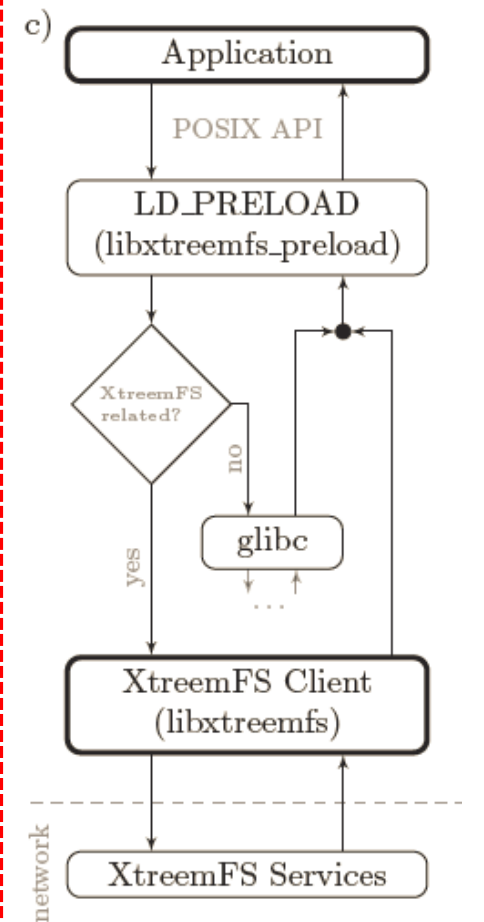 c)
Application
POSIX API
LD_PRELOAD
(libxtreemfs_preload)
XtreemFS
related?
no
glibc
yes
...
XtreemFS Client
(libxtreemfs)
network
XtreemFS Services